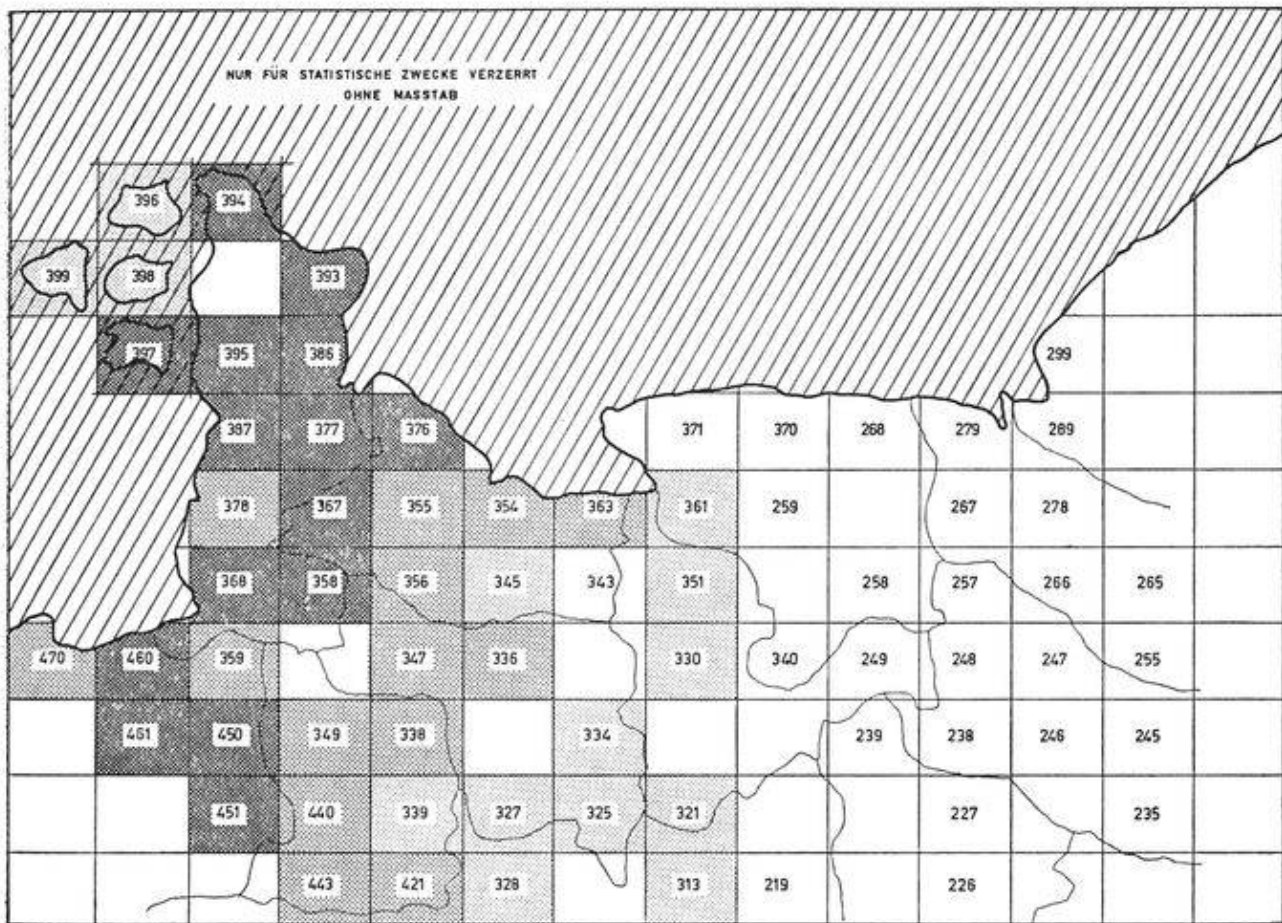 NUR FÜR STATISTISCHE ZWECKE VERZERRT
OHNE MASSTAB
396 394
399 398 393
397 395 386 299
387 377 376 371 370 268 279 289
378 367 355 354 363 361 259 267 278
368 358 356 345 343 351 258 257 266 265
470 460 359 347 336 330 340 249 248 247 255
461 450 349 338 334 239 238 246 245
451 440 339 327 325 321 227 235
443 421 328 313 219 226